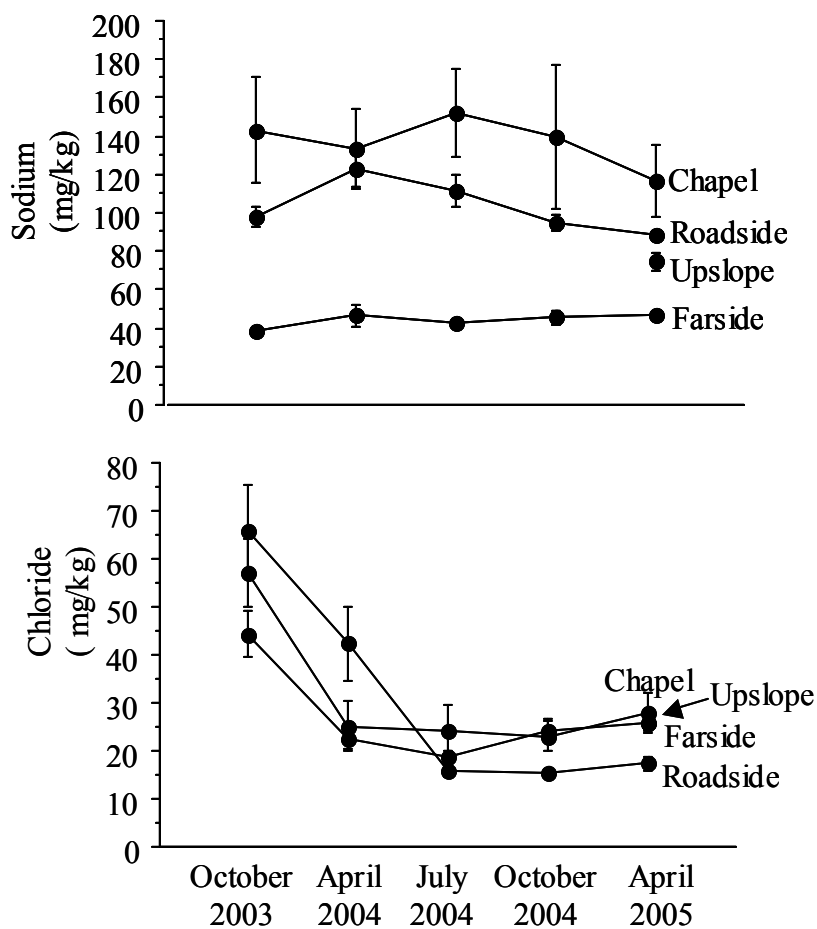 200
180
160
140
120
100
80
60
40
20
0
Sodium
(mg/kg)
Chapel
Roadside
Upslope
Farside
80
70
60
50
40
30
20
10
0
Chloride
( mg/kg)
Chapel
Upslope
Farside
Roadside
October April July October April
2003 2004 2004 2004 2005